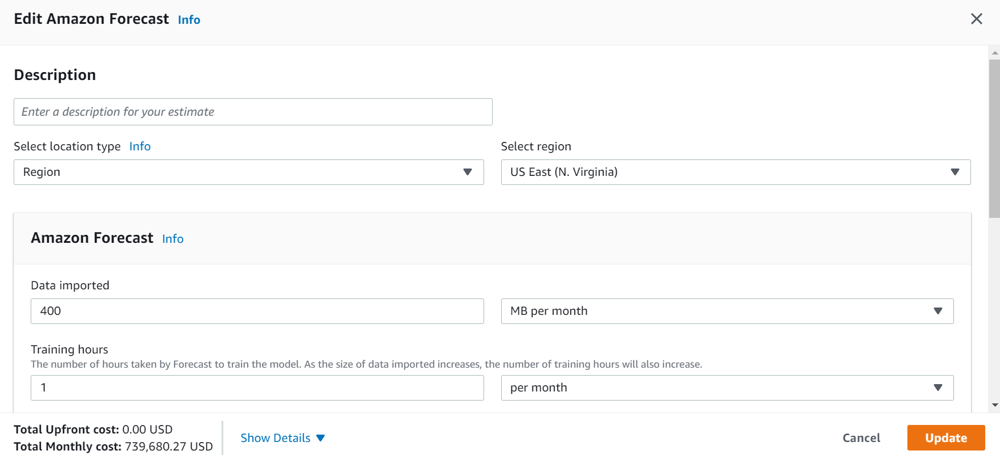 Edit Amazon Forecast Info
Description
Enter a description for your estimate
Select location type Info
Select region
Region
US East (N. Virginia)
Amazon Forecast Info
Data imported
400
MB per month
Training hours
The number of hours taken by Forecast to train the model. As the size of data imported increases, the number of training hours will also increase.
1
per month
Total Upfront cost: 0.00 USD
Total Monthly cost: 739,680.27 USD
Show Details
Cancel
Update